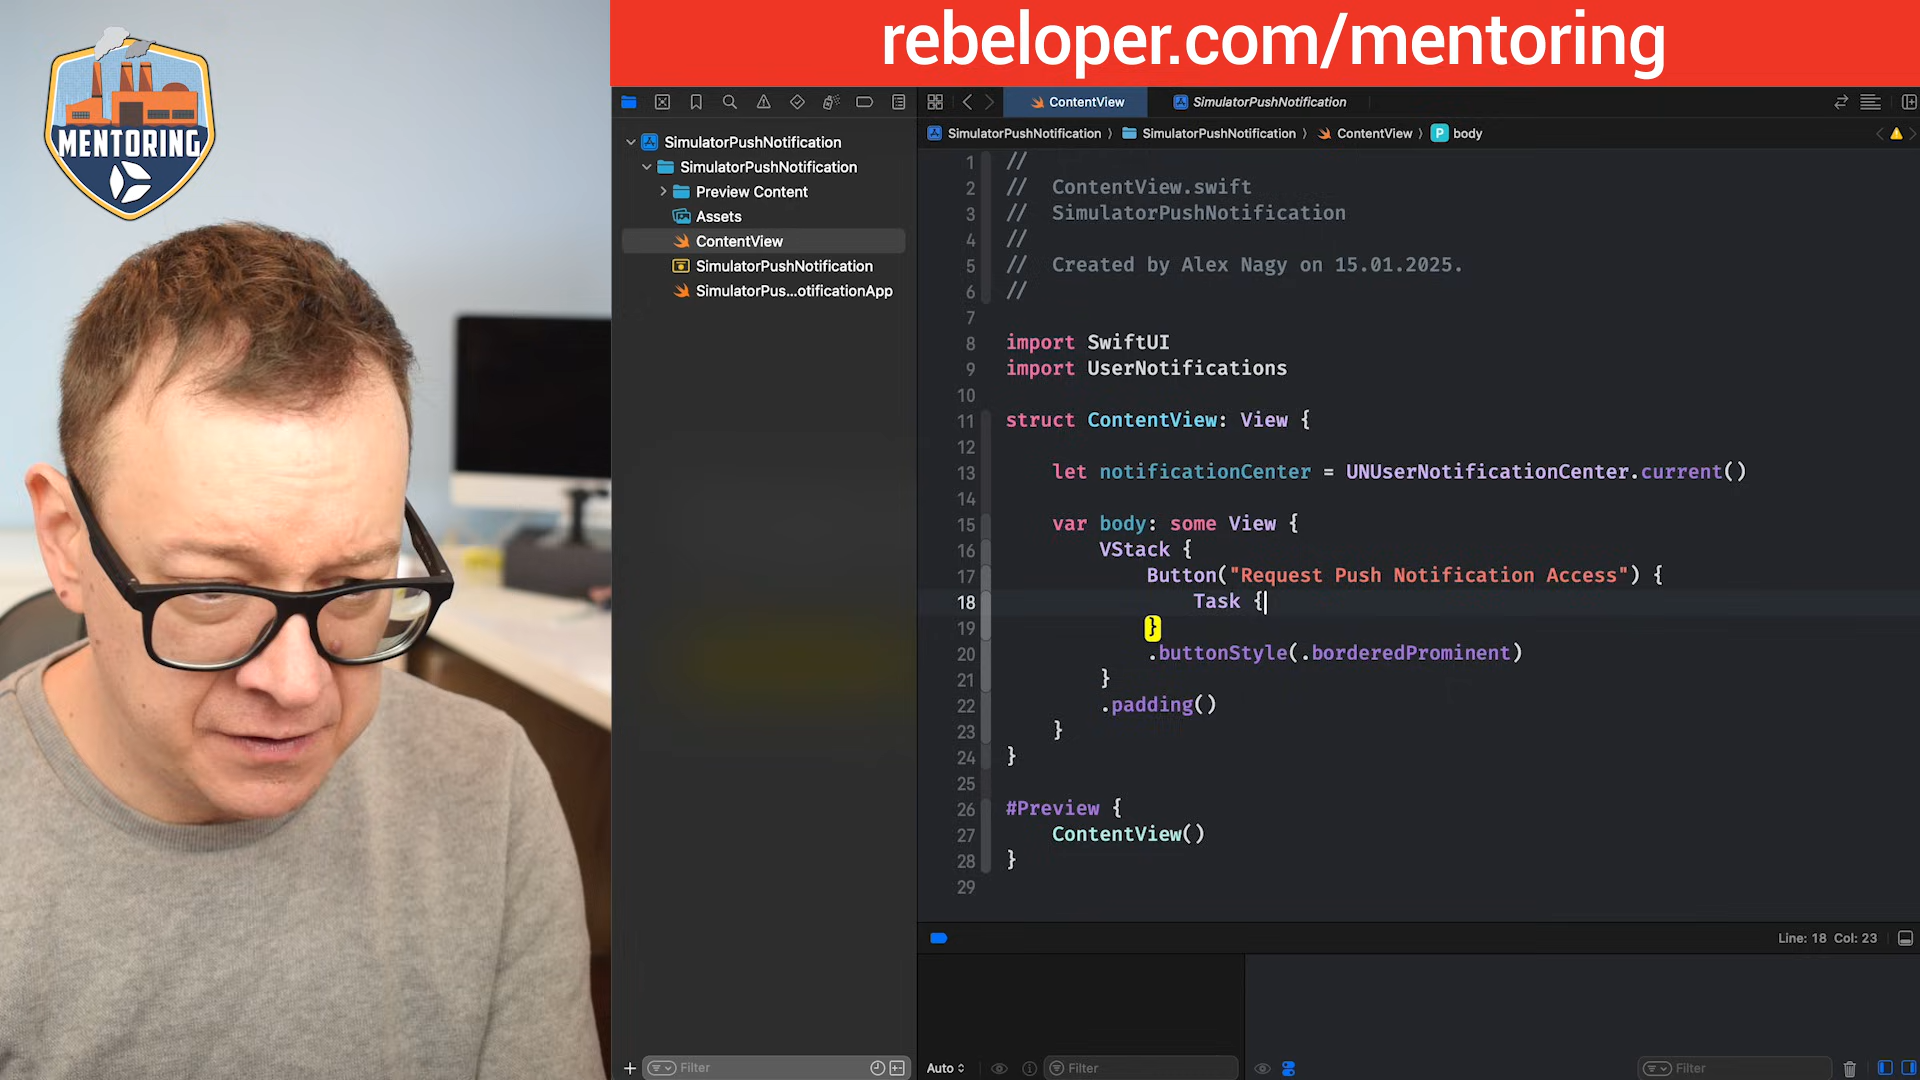 rebeloper.com/mentoring
MENTORING
ContentView
SimulatorPushNotification
SimulatorPushNotification
SimulatorPushNotification
SimulatorPushNotification
ContentView
body
SimulatorPushNotification
Preview Content
Assets
ContentView
SimulatorPushNotification
SimulatorPus...otificationApp
1 //
2 // ContentView.swift
3 // SimulatorPushNotification
4 //
5 // Created by Alex Nagy on 15.01.2025.
6 //
7
8 import SwiftUI
9 import UserNotifications
10
11 struct ContentView: View {
12
13 let notificationCenter = UNUserNotificationCenter.current()
14
15 var body: some View {
16 VStack {
17 Button("Request Push Notification Access") {
18 Task {
19 }
20 .buttonStyle(.borderedProminent)
21 }
22 .padding()
23 }
24 }
25
26 #Preview {
27 ContentView()
28 }
29
Line: 18 Col: 23
Filter
Auto
Filter
Filter